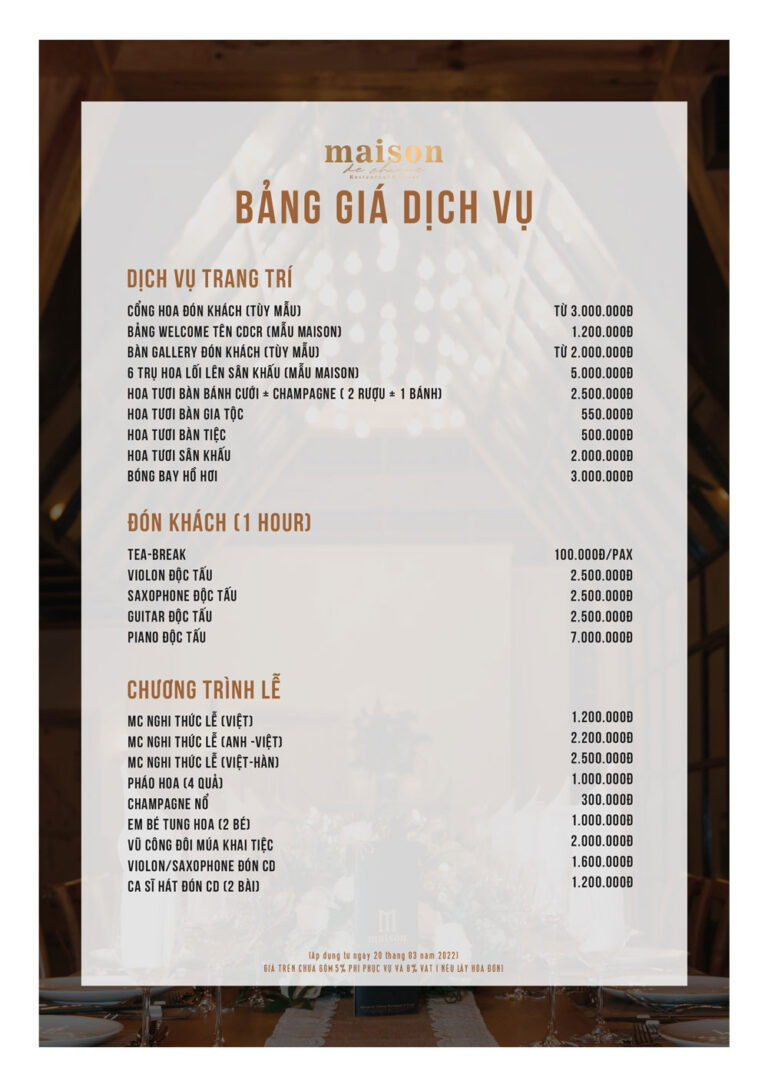 maison
BẢNG GIÁ DỊCH VỤ
DỊCH VỤ TRANG TRÍ
CỔNG HOA ĐÓN KHÁCH (TÙY MẪU) TỪ 3.000.000Đ
BẢNG WELCOME TÊN CDCR (MẪU MAISON) 1.200.000Đ
BÀN GALLERY ĐÓN KHÁCH (TÙY MẪU) TỪ 2.000.000Đ
6 TRỤ HOA LỐI LÊN SÂN KHẤU (MẪU MAISON) 5.000.000Đ
HOA TƯƠI BÀN BÁNH CƯỚI + CHAMPAGNE ( 2 RƯỢU + 1 BÁNH) 2.500.000Đ
HOA TƯƠI BÀN GIA TỘC 550.000Đ
HOA TƯƠI BÀN TIỆC 500.000Đ
HOA TƯƠI SÂN KHẤU 2.000.000Đ
BÓNG BAY HỒ HƠI 3.000.000Đ
ĐÓN KHÁCH (1 HOUR)
TEA-BREAK 100.000Đ/PAX
VIOLON ĐỘC TẤU 2.500.000Đ
SAXOPHONE ĐỘC TẤU 2.500.000Đ
GUITAR ĐỘC TẤU 2.500.000Đ
PIANO ĐỘC TẤU 7.000.000Đ
CHƯƠNG TRÌNH LỄ
MC NGHI THỨC LỄ (VIỆT) 1.200.000Đ
MC NGHI THỨC LỄ (ANH -VIỆT) 2.200.000Đ
MC NGHI THỨC LỄ (VIỆT-HÀN) 2.500.000Đ
PHÁO HOA (4 QUẢ) 1.000.000Đ
CHAMPAGNE NỔ 300.000Đ
EM BÉ TUNG HOA (2 BÉ) 1.000.000Đ
VŨ CÔNG ĐÔI MÚA KHAI TIỆC 2.000.000Đ
VIOLON/SAXOPHONE ĐÓN CD 1.600.000Đ
CA SĨ HÁT ĐÓN CD (2 BÀI) 1.200.000Đ
M
maison
(Ap dung tu ngay 20 thang 03 nam 2022)
GIÁ TRÊN CHƯA GỒM 5% PHÍ PHỤC VỤ VÀ 8% VAT ( NẾU LẤY HÓA ĐƠN)